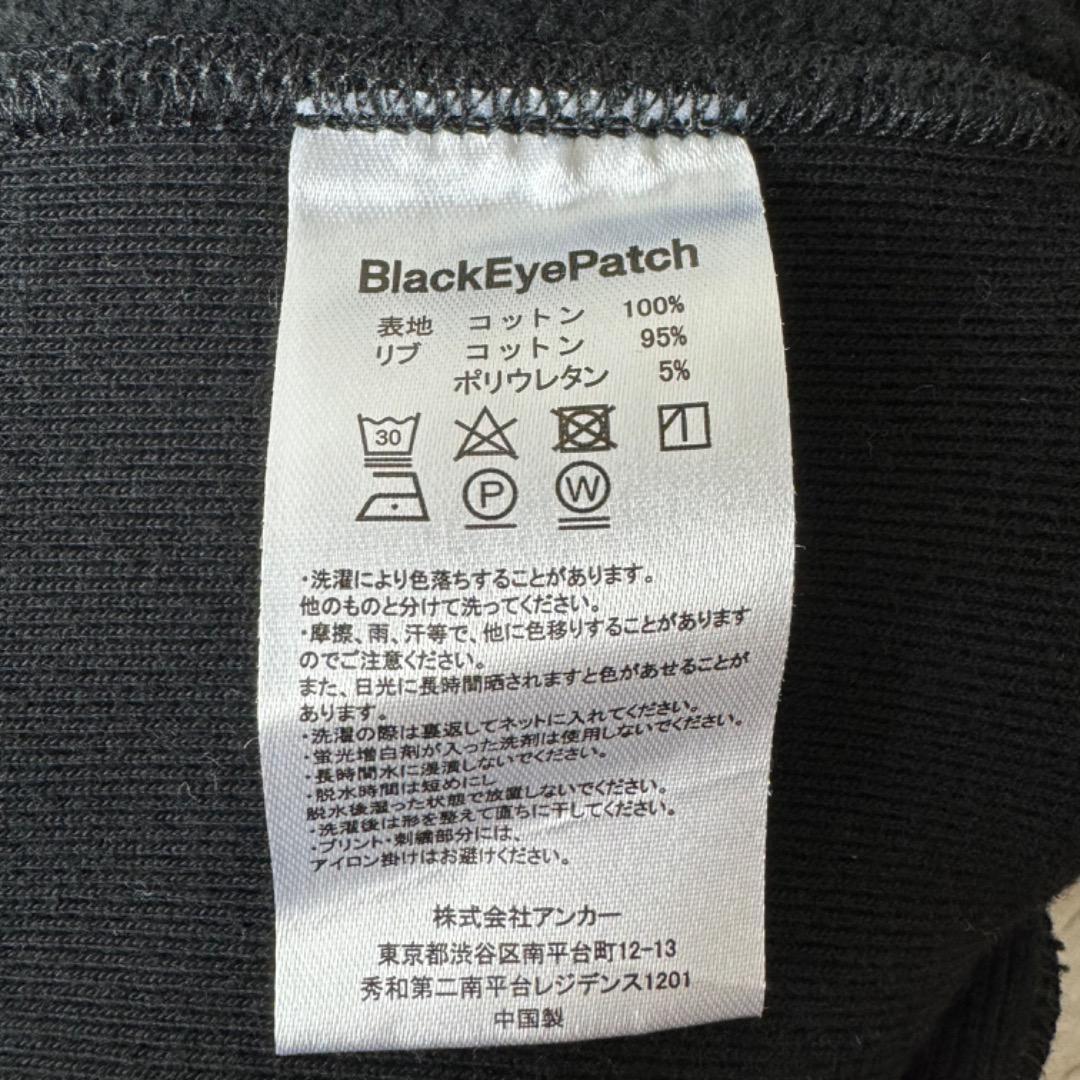 BlackEyePatch
表地 コットン 100%
リブ コットン 95%
ポリウレタン 5%
30
P W
・洗濯により色落ちすることがあります。
他のものと分けて洗ってください。
・摩擦、雨、汗等で、他に色移りすることがあります
のでご注意ください。
また、日光に長時間晒されますと色があせることが
あります。
・洗濯の際は裏返してネットに入れてください。
・蛍光増白剤が入った洗剤は使用しないでください。
・長時間水に浸漬しないでください。
・脱水時間は短めにし
脱水後湿った状態で放置しないでください。
・洗濯後は形を整えて直ちに干してください。
・プリント・刺繍部分には、
アイロン掛けはお避けください。
株式会社アンカー
東京都渋谷区南平台町12-13
秀和第二南平台レジデンス1201
中国製